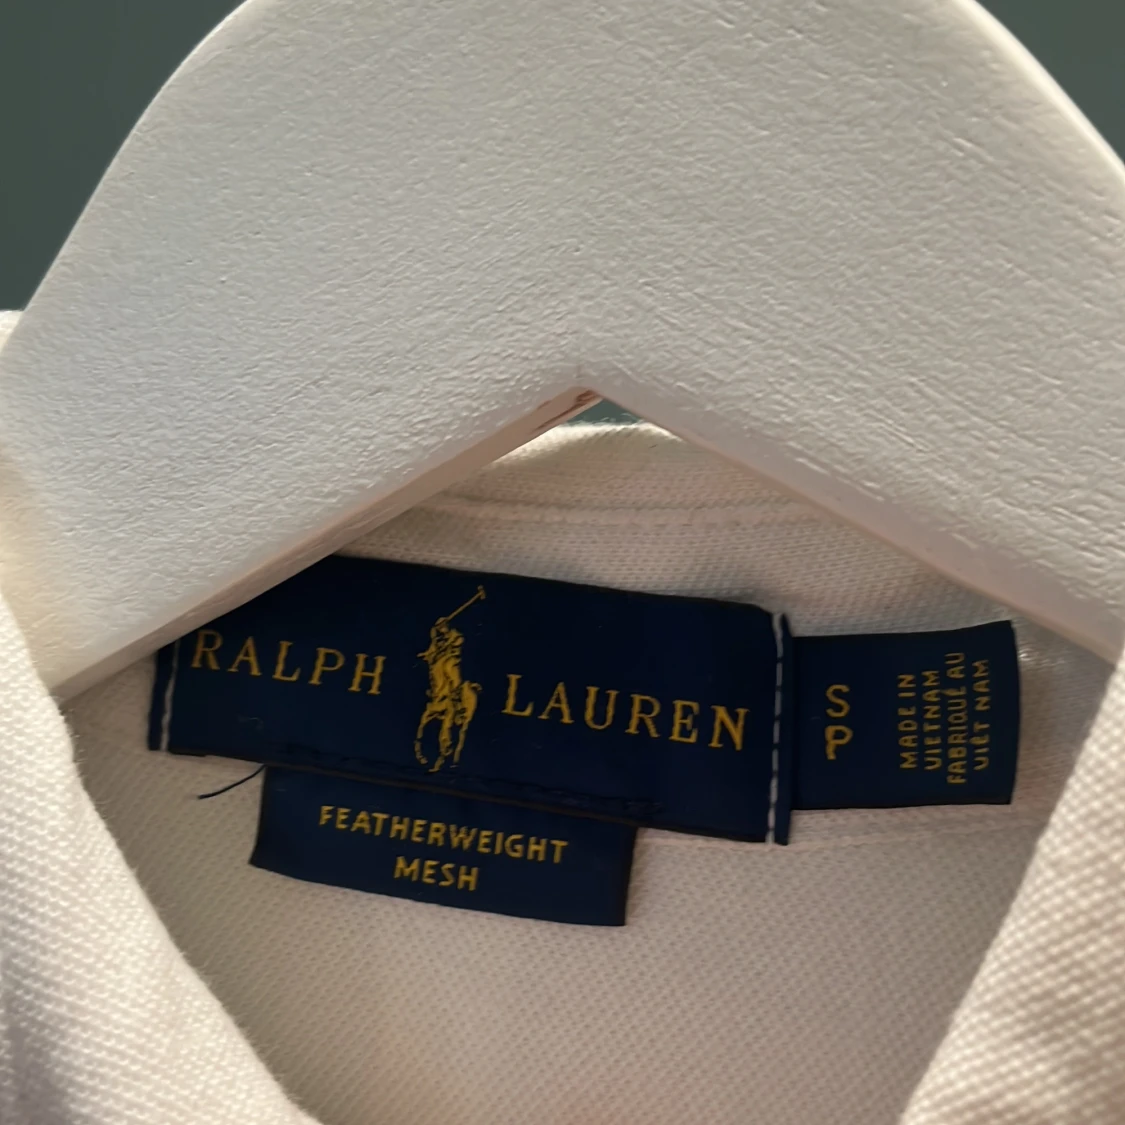 RALPH LAUREN
S
P
MADE IN
VIETNAM
FABRIQUÉ AU
VIÊT NAM
FEATHERWEIGHT
MESH